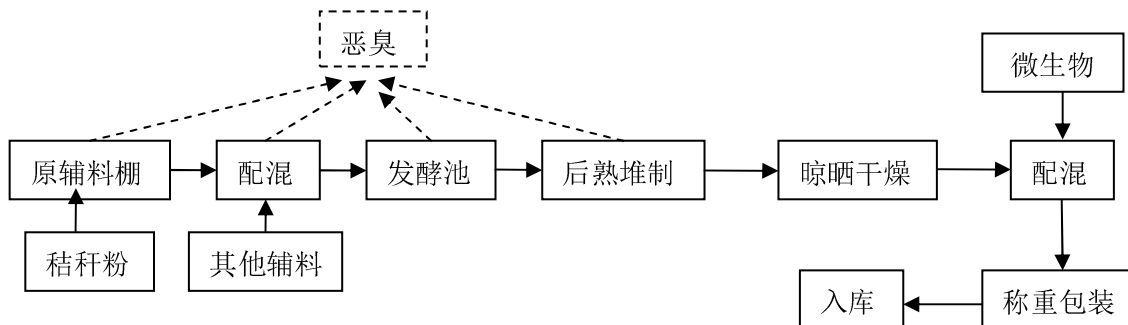 恶臭
微生物
原辅料棚
配混
发酵池
后熟堆制
晾晒干燥
配混
秸秆粉
其他辅料
入库
称重包装